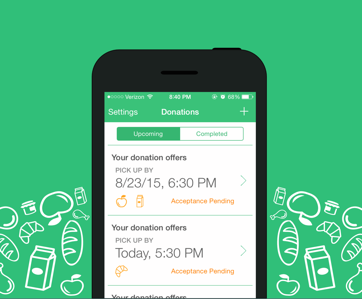 Verizon 8:40 PM 68%
Settings Donations +
Upcoming Completed
Your donation offers
PICK UP BY
8/23/15, 6:30 PM
Acceptance Pending
Your donation offers
PICK UP BY
Today, 5:30 PM
Acceptance Pending
Your donation offers